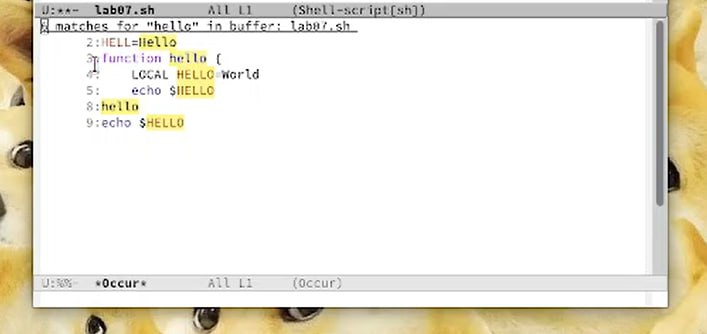 U:**-  lab07.sh       All L1     (Shell-script[sh])
matches for "hello" in buffer: lab07.sh
2:HELL=Hello
3:function hello {
4:    LOCAL HELLO=World
5:    echo $HELLO
8:hello
9:echo $HELLO
U:%%-  *Occur*        All L1     (Occur)